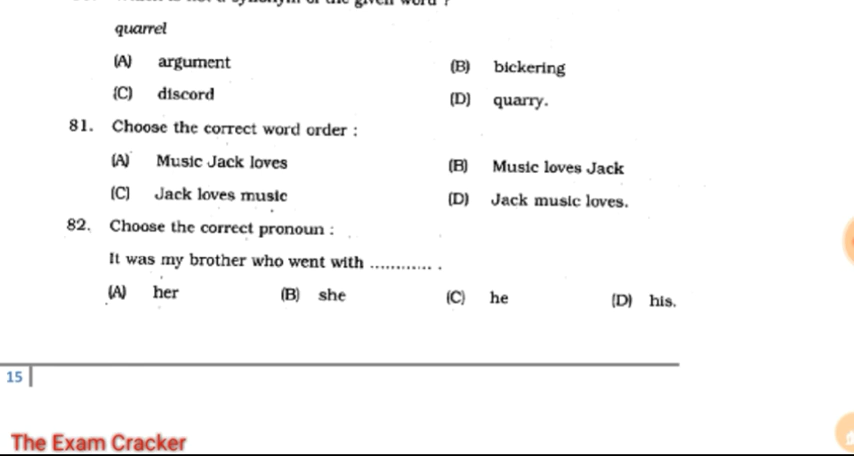 quarrel
(A) argument (B) bickering
(C) discord (D) quarry.
81. Choose the correct word order :
(A) Music Jack loves (B) Music loves Jack
(C) Jack loves music (D) Jack music loves.
82. Choose the correct pronoun :
It was my brother who went with ............. .
(A) her (B) she (C) he (D) his.
15
The Exam Cracker